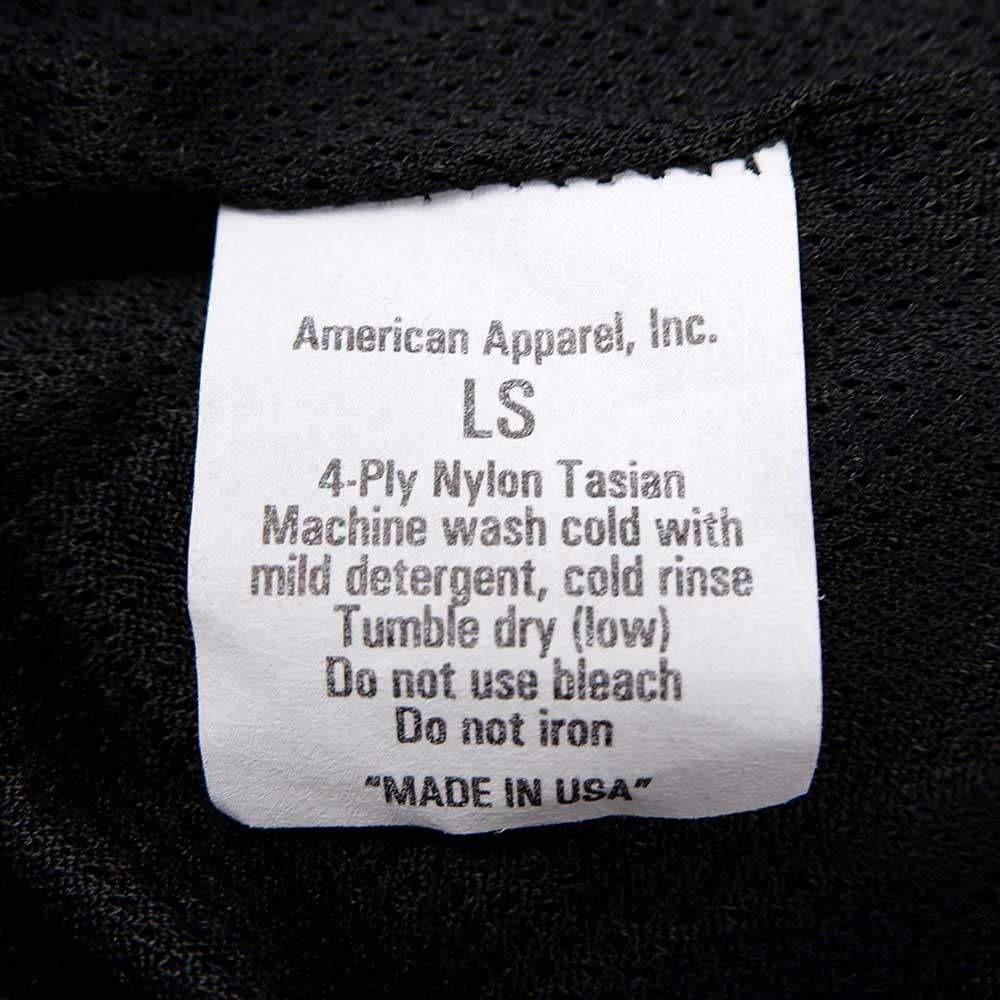 American Apparel, Inc.
LS
4-Ply Nylon Tasian
Machine wash cold with
mild detergent, cold rinse
Tumble dry (low)
Do not use bleach
Do not iron
"MADE IN USA"